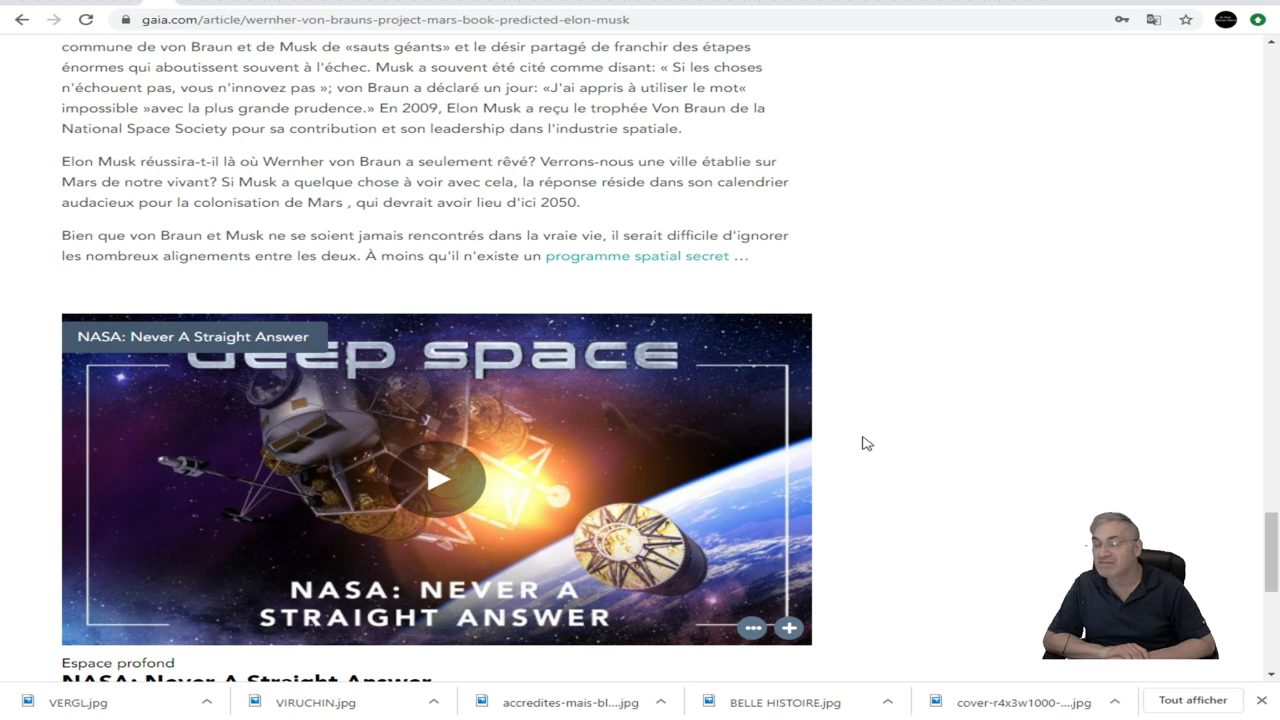 gaia.com/article/wernher-von-brauns-project-mars-book-predicted-elon-musk
commune de von Braun et de Musk de «sauts géants» et le désir partagé de franchir des étapes
énormes qui aboutissent souvent à l'échec. Musk a souvent été cité comme disant: « Si les choses
n'échouent pas, vous n'innovez pas »; von Braun a déclaré un jour: «J'ai appris à utiliser le mot«
impossible »avec la plus grande prudence.» En 2009, Elon Musk a reçu le trophée Von Braun de la
National Space Society pour sa contribution et son leadership dans l'industrie spatiale.
Elon Musk réussira-t-il là où Wernher von Braun a seulement rêvé? Verrons-nous une ville établie sur
Mars de notre vivant? Si Musk a quelque chose à voir avec cela, la réponse réside dans son calendrier
audacieux pour la colonisation de Mars , qui devrait avoir lieu d'ici 2050.
Bien que von Braun et Musk ne se soient jamais rencontrés dans la vraie vie, il serait difficile d'ignorer
les nombreux alignements entre les deux. À moins qu'il n'existe un programme spatial secret ...
NASA: Never A Straight Answer
deep space
NASA: NEVER A
STRAIGHT ANSWER
Espace profond
NASA: Never A Straight Answer
VERGL.jpg
VIRUCHIN.jpg
accredites-mais-bl....jpg
BELLE HISTOIRE.jpg
cover-r4x3w1000-....jpg
Tout afficher